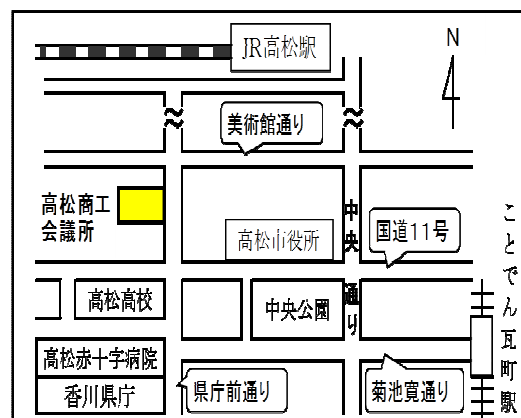 JR高松駅
N
美術館通り
高松商工
会議所
高松市役所
中央通り
国道11号
ことでん瓦町駅
高松高校
中央公園
高松赤十字病院
香川県庁
県庁前通り
菊池寛通り